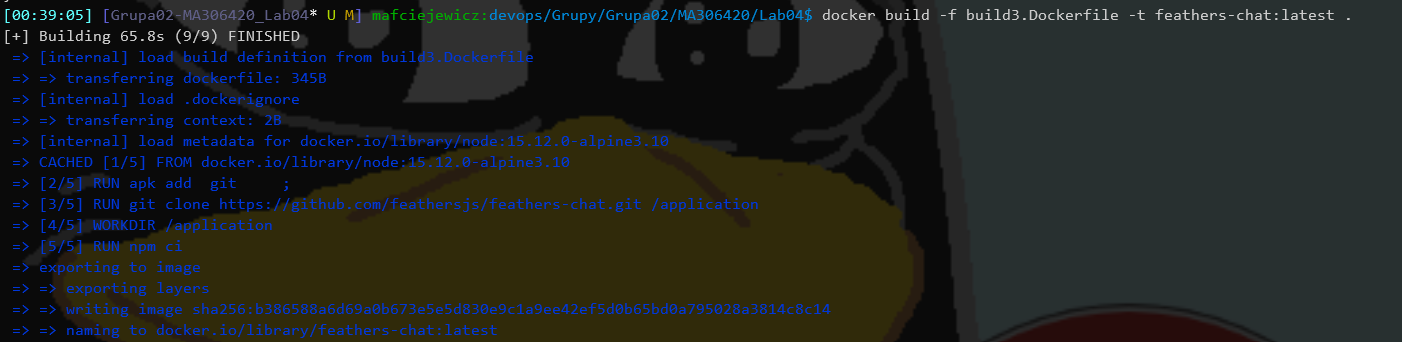 [00:39:05] [Grupa02-MA306420_Lab04* U M] mafciejewicz:devops/Grupy/Grupa02/MA306420/Lab04$ docker build -f build3.Dockerfile -t feathers-chat:latest .
[+] Building 65.8s (9/9) FINISHED
=> [internal] load build definition from build3.Dockerfile
=> => transferring dockerfile: 345B
=> [internal] load .dockerignore
=> => transferring context: 2B
=> [internal] load metadata for docker.io/library/node:15.12.0-alpine3.10
=> CACHED [1/5] FROM docker.io/library/node:15.12.0-alpine3.10
=> [2/5] RUN apk add  git     ;
=> [3/5] RUN git clone https://github.com/feathersjs/feathers-chat.git /application
=> [4/5] WORKDIR /application
=> [5/5] RUN npm ci
=> exporting to image
=> => exporting layers
=> => writing image sha256:b386588a6d69a0b673e5e5d830e9c1a9ee42ef5d0b65bd0a795028a3814c8c14
=> => naming to docker.io/library/feathers-chat:latest